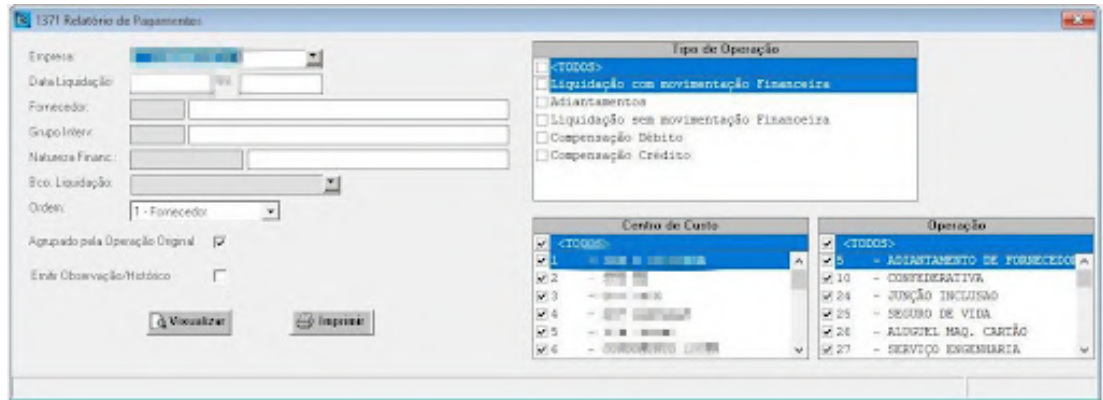 1371 Relatório de Pagamentos
Empresa:
Data Liquidação:
Fornecedor:
Grupo Interv:
Natureza Financ.:
Bco. Liquidação:
Ordem:
1 - Fornecedor
Agrupado pela Operação Original
Emitir Observação/Histórico
Visualizar
Imprimir
Tipo de Operação
<TODOS>
Liquidação com movimentação Financeira
Adiantamentos
Liquidação sem movimentação Financeira
Compensação Débito
Compensação Crédito
Centro de Custo
<TODOS>
1 -
2 -
3 -
4 -
5 -
6 -
Operação
<TODOS>
5 - ADIANTAMENTO DE FORNECEDOR
10 - CONFEDERATIVA
24 - JUNÇÃO INCLUSAO
25 - SEGURO DE VIDA
26 - ALUGUEL MAQ. CARTÃO
27 - SERVIÇO ENGENHARIA